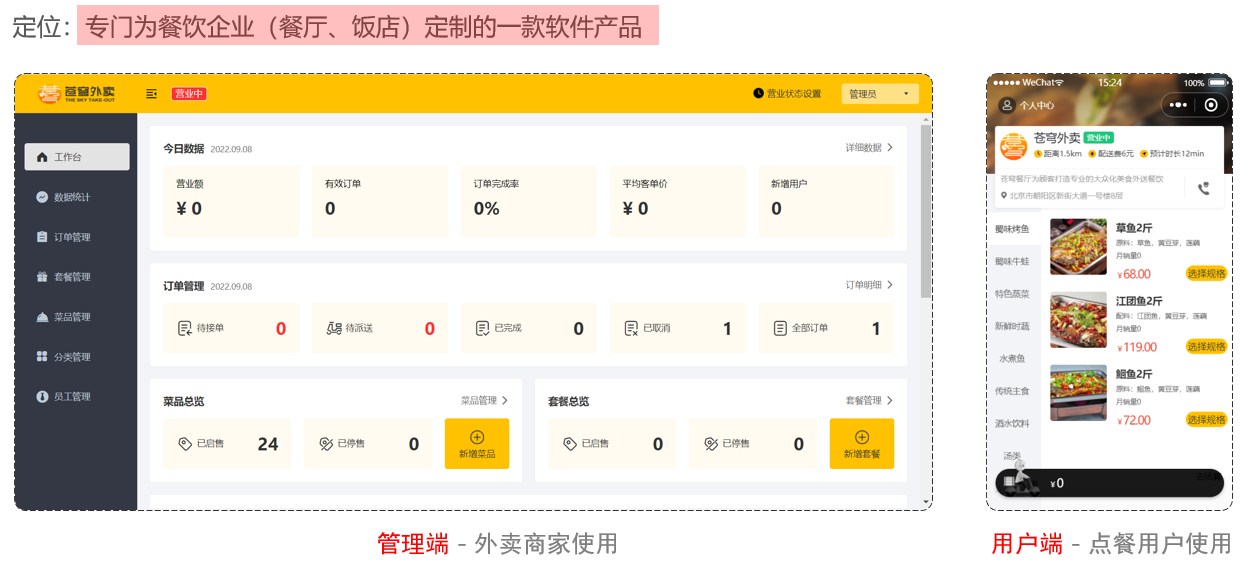 定位：专门为餐饮企业（餐厅、饭店）定制的一款软件产品
苍穹外卖
THE SKY TAKE-OUT
营业中
营业状态设置
管理员
工作台
数据统计
订单管理
套餐管理
菜品管理
分类管理
员工管理
今日数据 2022.09.08
详细数据
营业额
¥ 0
有效订单
0
订单完成率
0%
平均客单价
¥ 0
新增用户
0
订单管理 2022.09.08
订单明细
待接单 0
待派送 0
已完成 0
已取消 1
全部订单 1
菜品总览
菜品管理
已启售 24
已停售 0
新增菜品
套餐总览
套餐管理
已启售 0
已停售 0
新增套餐
管理端 - 外卖商家使用
WeChat 15:24 100%
个人中心
苍穹外卖 营业中
距离1.5km 配送费6元 预计时长12min
苍穹餐厅为顾客打造专业的大众化美食外送餐饮
北京市朝阳区新街大道一号楼8层
蜀味烤鱼
蜀味牛蛙
特色蒸菜
新鲜时蔬
水煮鱼
传统主食
酒水饮料
汤类
草鱼2斤
原料：草鱼，黄豆芽，莲藕
月销量0
¥68.00 选择规格
江团鱼2斤
配料：江团鱼，黄豆芽，莲藕
月销量0
¥119.00 选择规格
鮰鱼2斤
原料：鮰鱼，黄豆芽，莲藕
月销量0
¥72.00 选择规格
¥0
用户端 - 点餐用户使用